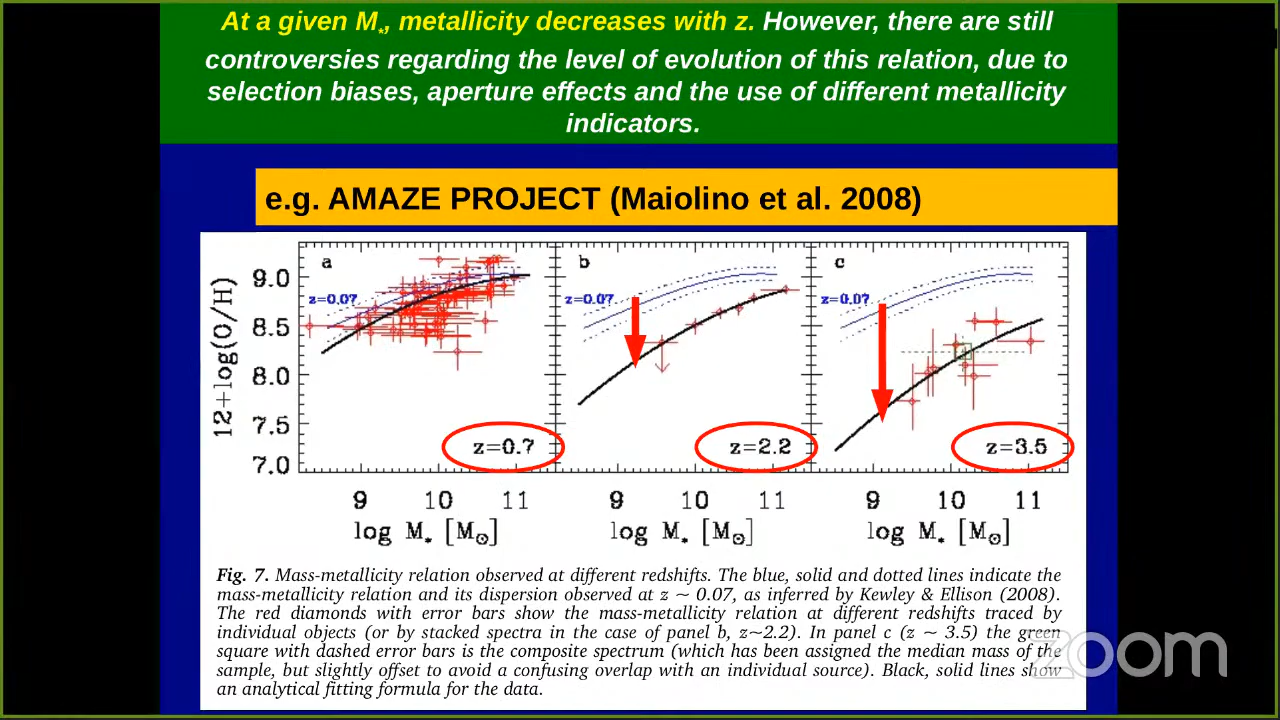 At a given M*, metallicity decreases with z. However, there are still
controversies regarding the level of evolution of this relation, due to
selection biases, aperture effects and the use of different metallicity
indicators.
e.g. AMAZE PROJECT (Maiolino et al. 2008)
a
b
c
9.0
8.5
8.0
7.5
7.0
12+log(O/H)
z=0.07
z=0.07
z=0.07
z=0.7
z=2.2
z=3.5
9 10 11
9 10 11
9 10 11
log M* [M⊙]
log M* [M⊙]
log M* [M⊙]
Fig. 7. Mass-metallicity relation observed at different redshifts. The blue, solid and dotted lines indicate the
mass-metallicity relation and its dispersion observed at z ~ 0.07, as inferred by Kewley & Ellison (2008).
The red diamonds with error bars show the mass-metallicity relation at different redshifts traced by
individual objects (or by stacked spectra in the case of panel b, z~2.2). In panel c (z ~ 3.5) the green
square with dashed error bars is the composite spectrum (which has been assigned the median mass of the
sample, but slightly offset to avoid a confusing overlap with an individual source). Black, solid lines show
an analytical fitting formula for the data.
zoom